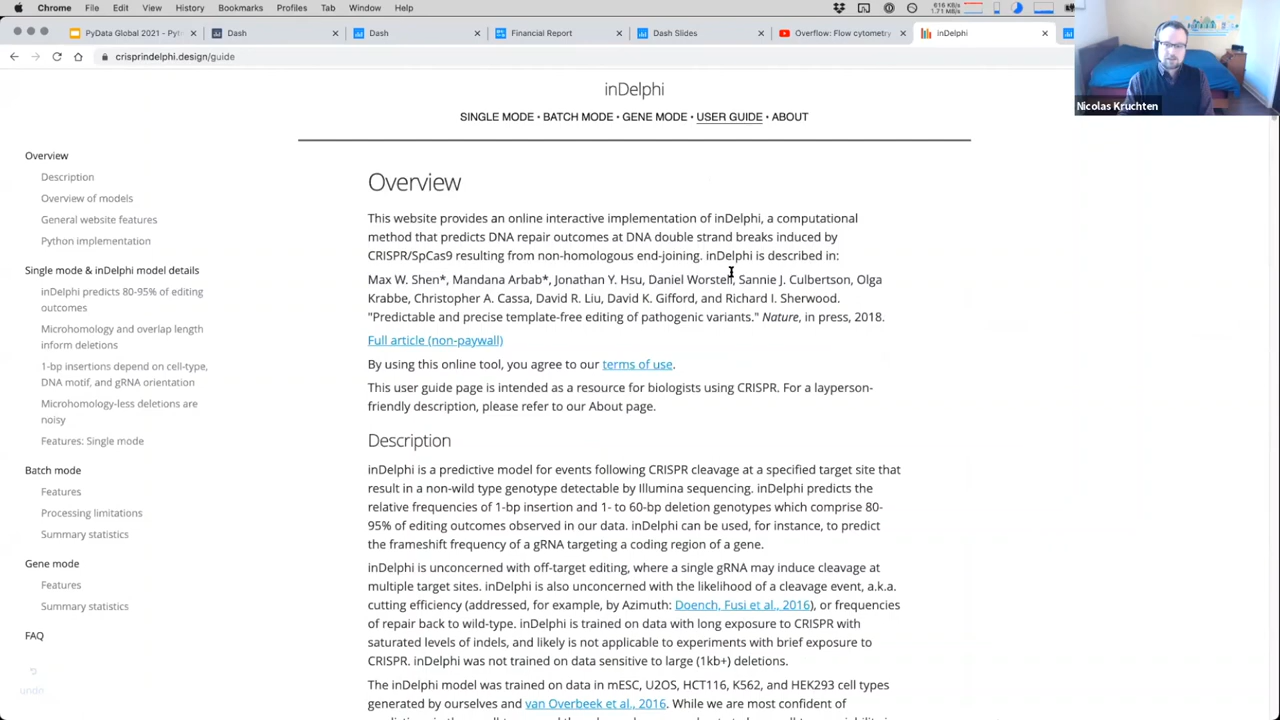 Chrome File Edit View History Bookmarks Profiles Tab Window Help
616 KB/s
1.71 MB/s
PyData Global 2021 - Pyt
Dash
Dash
Financial Report
Dash Slides
Overflow: Flow cytometry
inDelphi
crisprindelphi.design/guide
Nicolas Kruchten
inDelphi
SINGLE MODE • BATCH MODE • GENE MODE • USER GUIDE • ABOUT
Overview
Description
Overview of models
General website features
Python implementation
Single mode & inDelphi model details
inDelphi predicts 80-95% of editing
outcomes
Microhomology and overlap length
inform deletions
1-bp insertions depend on cell-type,
DNA motif, and gRNA orientation
Microhomology-less deletions are
noisy
Features: Single mode
Batch mode
Features
Processing limitations
Summary statistics
Gene mode
Features
Summary statistics
FAQ
undo
Overview
This website provides an online interactive implementation of inDelphi, a computational
method that predicts DNA repair outcomes at DNA double strand breaks induced by
CRISPR/SpCas9 resulting from non-homologous end-joining. inDelphi is described in:
Max W. Shen*, Mandana Arbab*, Jonathan Y. Hsu, Daniel Worstell, Sannie J. Culbertson, Olga
Krabbe, Christopher A. Cassa, David R. Liu, David K. Gifford, and Richard I. Sherwood.
"Predictable and precise template-free editing of pathogenic variants." Nature, in press, 2018.
Full article (non-paywall)
By using this online tool, you agree to our terms of use.
This user guide page is intended as a resource for biologists using CRISPR. For a layperson-
friendly description, please refer to our About page.
Description
inDelphi is a predictive model for events following CRISPR cleavage at a specified target site that
result in a non-wild type genotype detectable by Illumina sequencing. inDelphi predicts the
relative frequencies of 1-bp insertion and 1- to 60-bp deletion genotypes which comprise 80-
95% of editing outcomes observed in our data. inDelphi can be used, for instance, to predict
the frameshift frequency of a gRNA targeting a coding region of a gene.
inDelphi is unconcerned with off-target editing, where a single gRNA may induce cleavage at
multiple target sites. inDelphi is also unconcerned with the likelihood of a cleavage event, a.k.a.
cutting efficiency (addressed, for example, by Azimuth: Doench, Fusi et al., 2016), or frequencies
of repair back to wild-type. inDelphi is trained on data with long exposure to CRISPR with
saturated levels of indels, and likely is not applicable to experiments with brief exposure to
CRISPR. inDelphi was not trained on data sensitive to large (1kb+) deletions.
The inDelphi model was trained on data in mESC, U2OS, HCT116, K562, and HEK293 cell types
generated by ourselves and van Overbeek et al., 2016. While we are most confident of